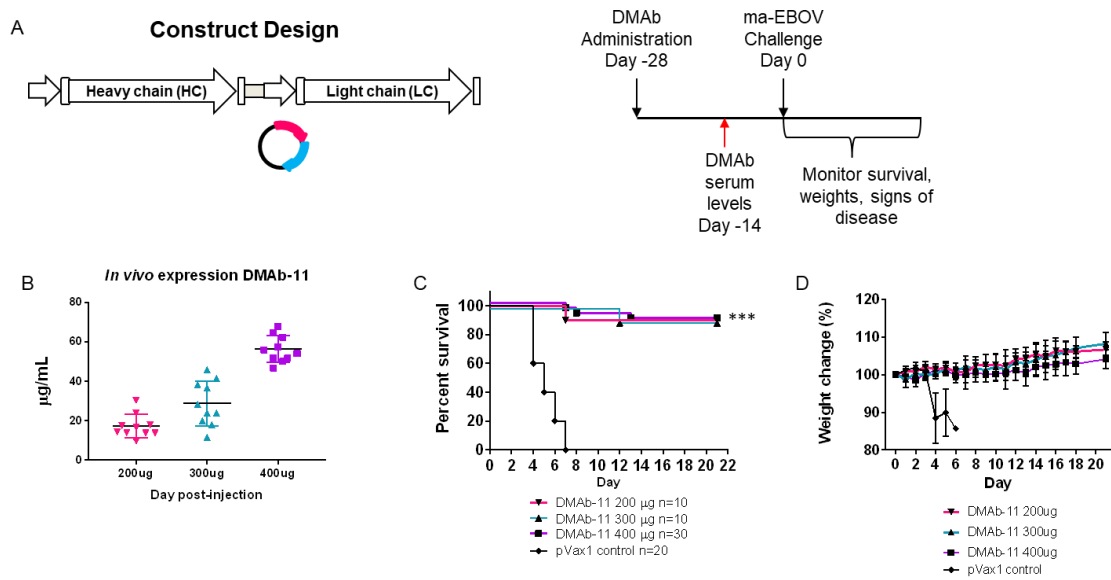 A
Construct Design
Heavy chain (HC)
Light chain (LC)
DMAb
Administration
Day -28
ma-EBOV
Challenge
Day 0
DMAb
serum
levels
Day -14
Monitor survival,
weights, signs of
disease
B
In vivo expression DMAb-11
µg/mL
80
60
40
20
0
200ug 300ug 400ug
Day post-injection
C
Percent survival
100
80
60
40
20
0
***
0 2 4 6 8 10 12 14 16 18 20 22
Day
DMAb-11 200 µg n=10
DMAb-11 300 µg n=10
DMAb-11 400 µg n=30
pVax1 control n=20
D
Weight change (%)
120
110
100
90
80
0 2 4 6 8 10 12 14 16 18 20
Day
DMAb-11 200ug
DMAb-11 300ug
DMAb-11 400ug
pVax1 control